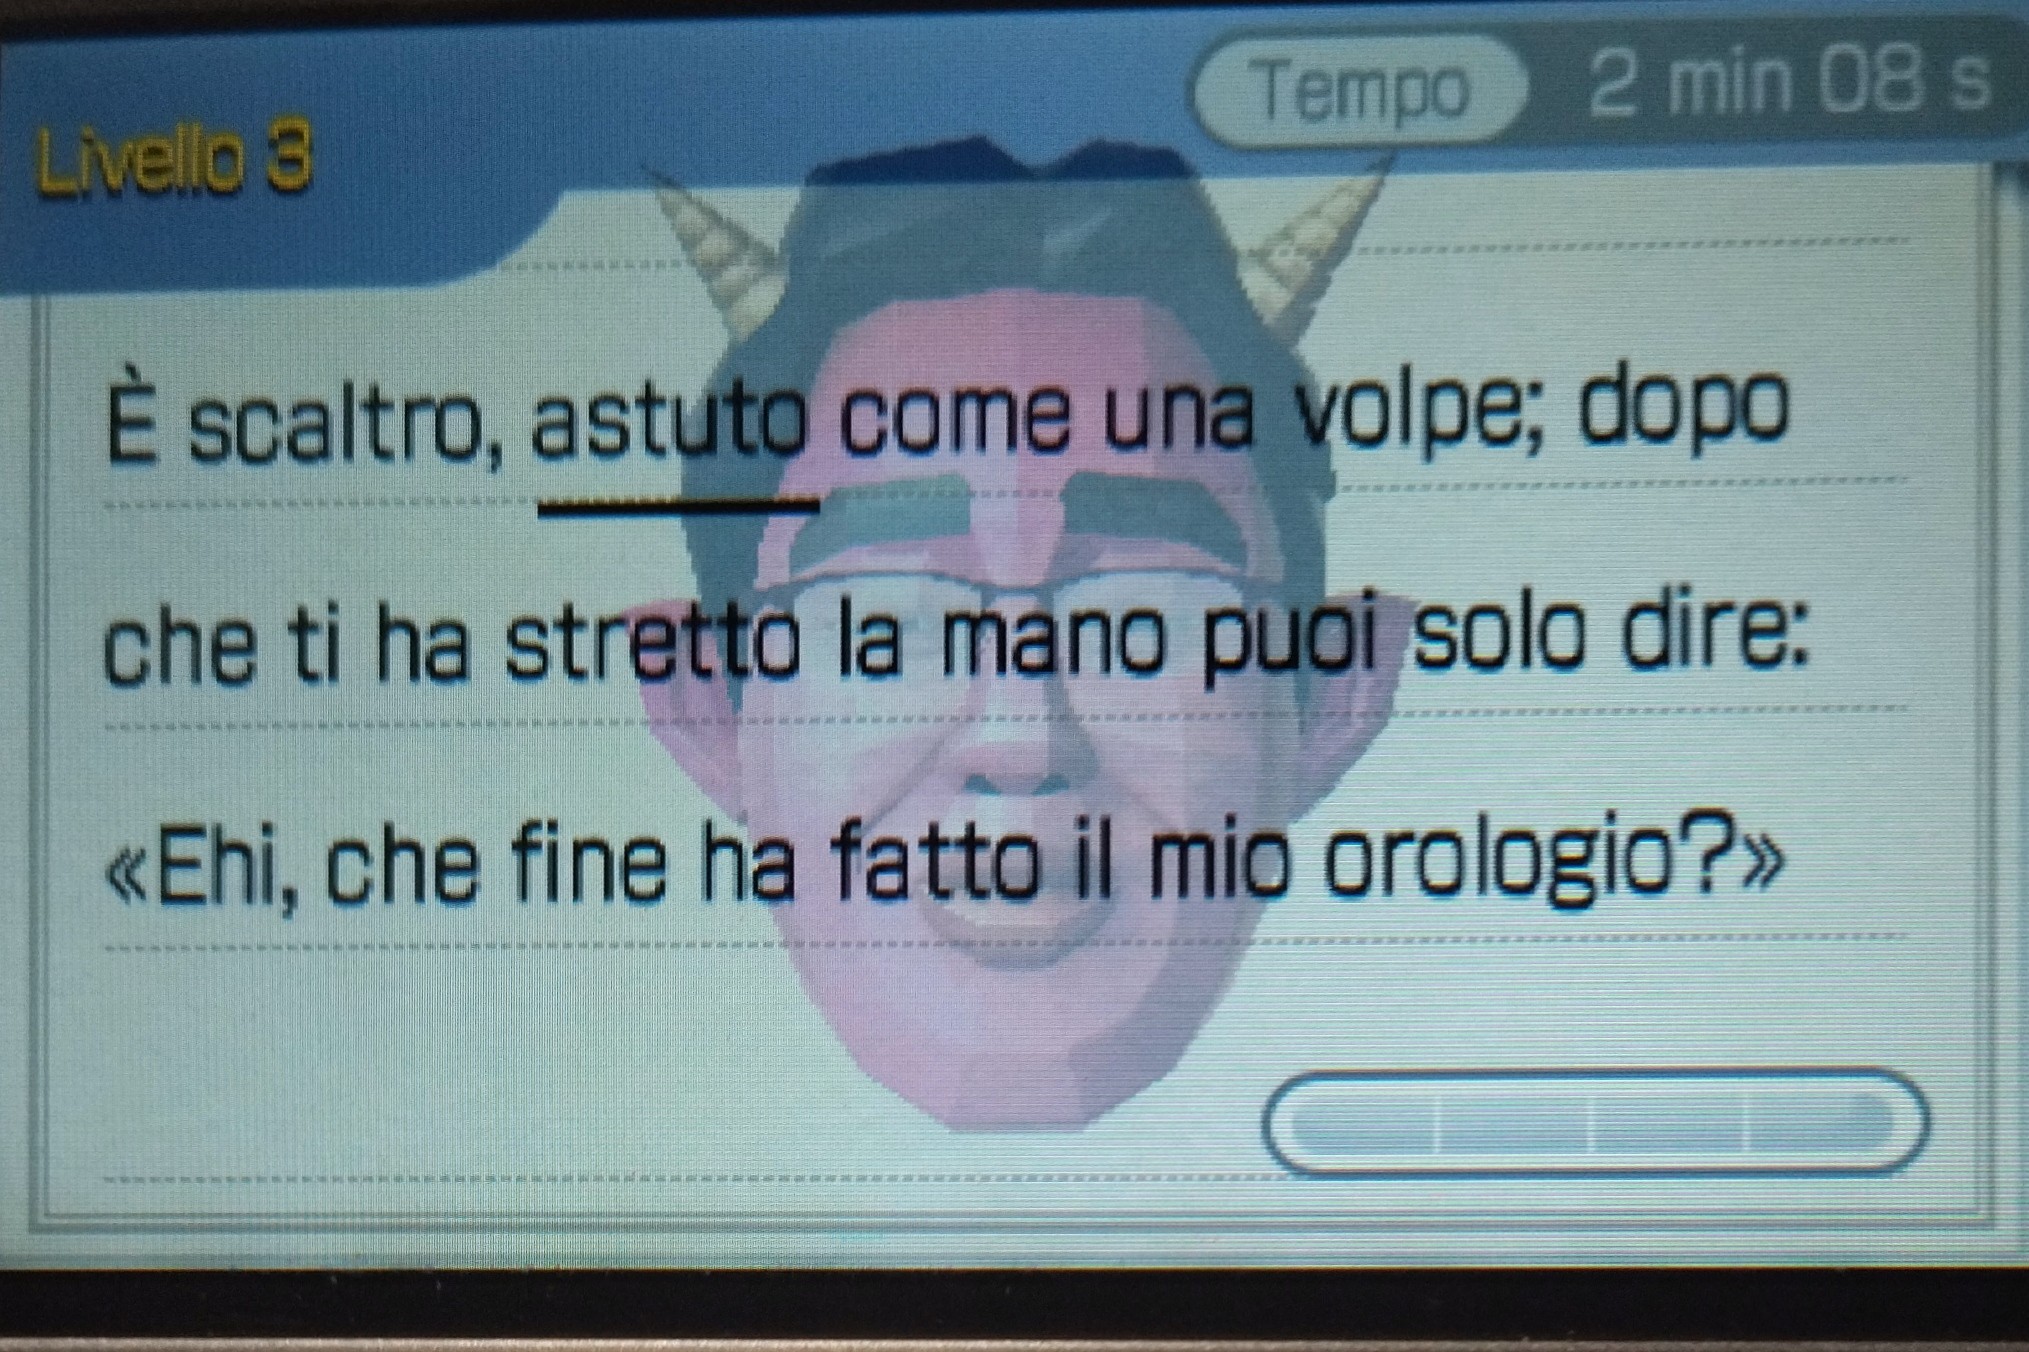 Livello 3
Tempo 2 min 08 s
È scaltro, astuto come una volpe; dopo
che ti ha stretto la mano puoi solo dire:
«Ehi, che fine ha fatto il mio orologio?»